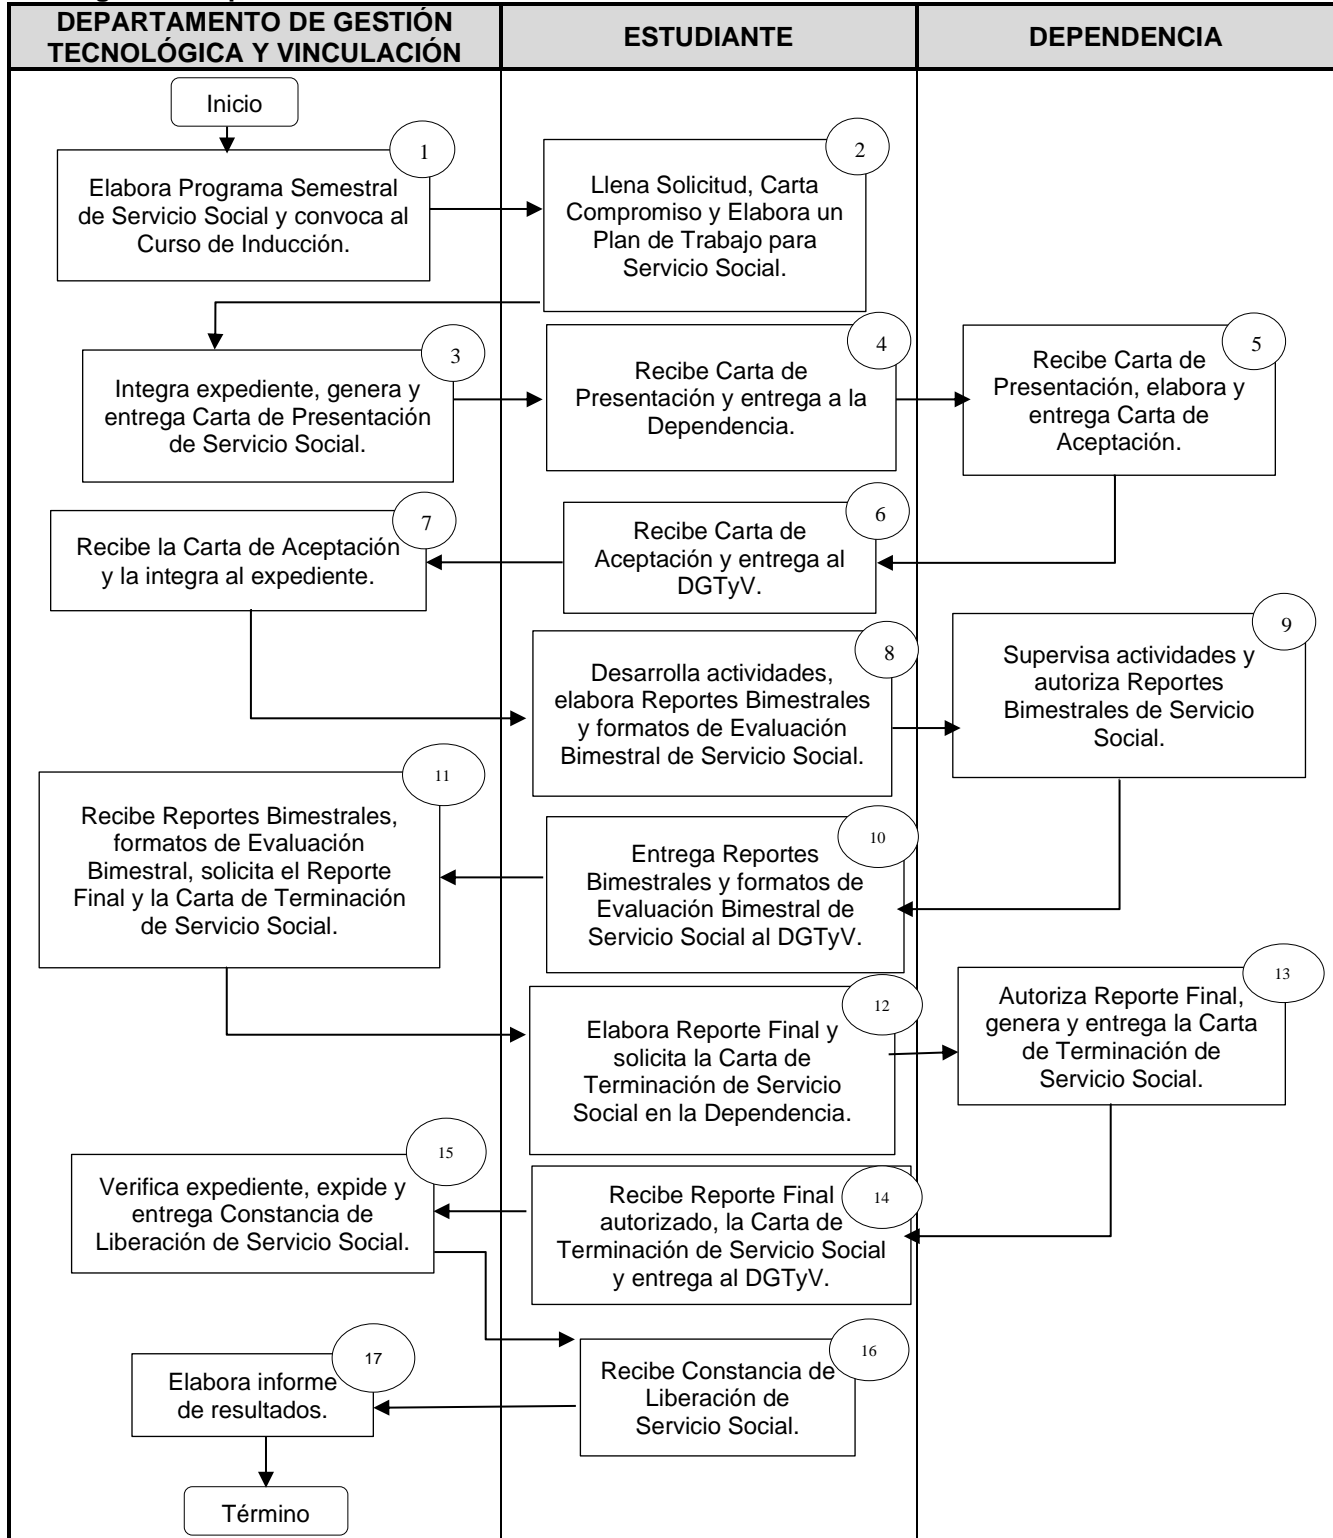 DEPARTAMENTO DE GESTIÓN
TECNOLÓGICA Y VINCULACIÓN
ESTUDIANTE
DEPENDENCIA
Inicio
1
Elabora Programa Semestral
de Servicio Social y convoca al
Curso de Inducción.
2
Llena Solicitud, Carta
Compromiso y Elabora un
Plan de Trabajo para
Servicio Social.
3
Integra expediente, genera y
entrega Carta de Presentación
de Servicio Social.
4
Recibe Carta de
Presentación y entrega a la
Dependencia.
5
Recibe Carta de
Presentación, elabora y
entrega Carta de
Aceptación.
6
Recibe Carta de
Aceptación y entrega al
DGTyV.
7
Recibe la Carta de Aceptación
y la integra al expediente.
8
Desarrolla actividades,
elabora Reportes Bimestrales
y formatos de Evaluación
Bimestral de Servicio Social.
9
Supervisa actividades y
autoriza Reportes
Bimestrales de Servicio
Social.
10
Entrega Reportes
Bimestrales y formatos de
Evaluación Bimestral de
Servicio Social al DGTyV.
11
Recibe Reportes Bimestrales,
formatos de Evaluación
Bimestral, solicita el Reporte
Final y la Carta de Terminación
de Servicio Social.
12
Elabora Reporte Final y
solicita la Carta de
Terminación de Servicio
Social en la Dependencia.
13
Autoriza Reporte Final,
genera y entrega la Carta
de Terminación de
Servicio Social.
14
Recibe Reporte Final
autorizado, la Carta de
Terminación de Servicio Social
y entrega al DGTyV.
15
Verifica expediente, expide y
entrega Constancia de
Liberación de Servicio Social.
16
Recibe Constancia de
Liberación de
Servicio Social.
17
Elabora informe
de resultados.
Término